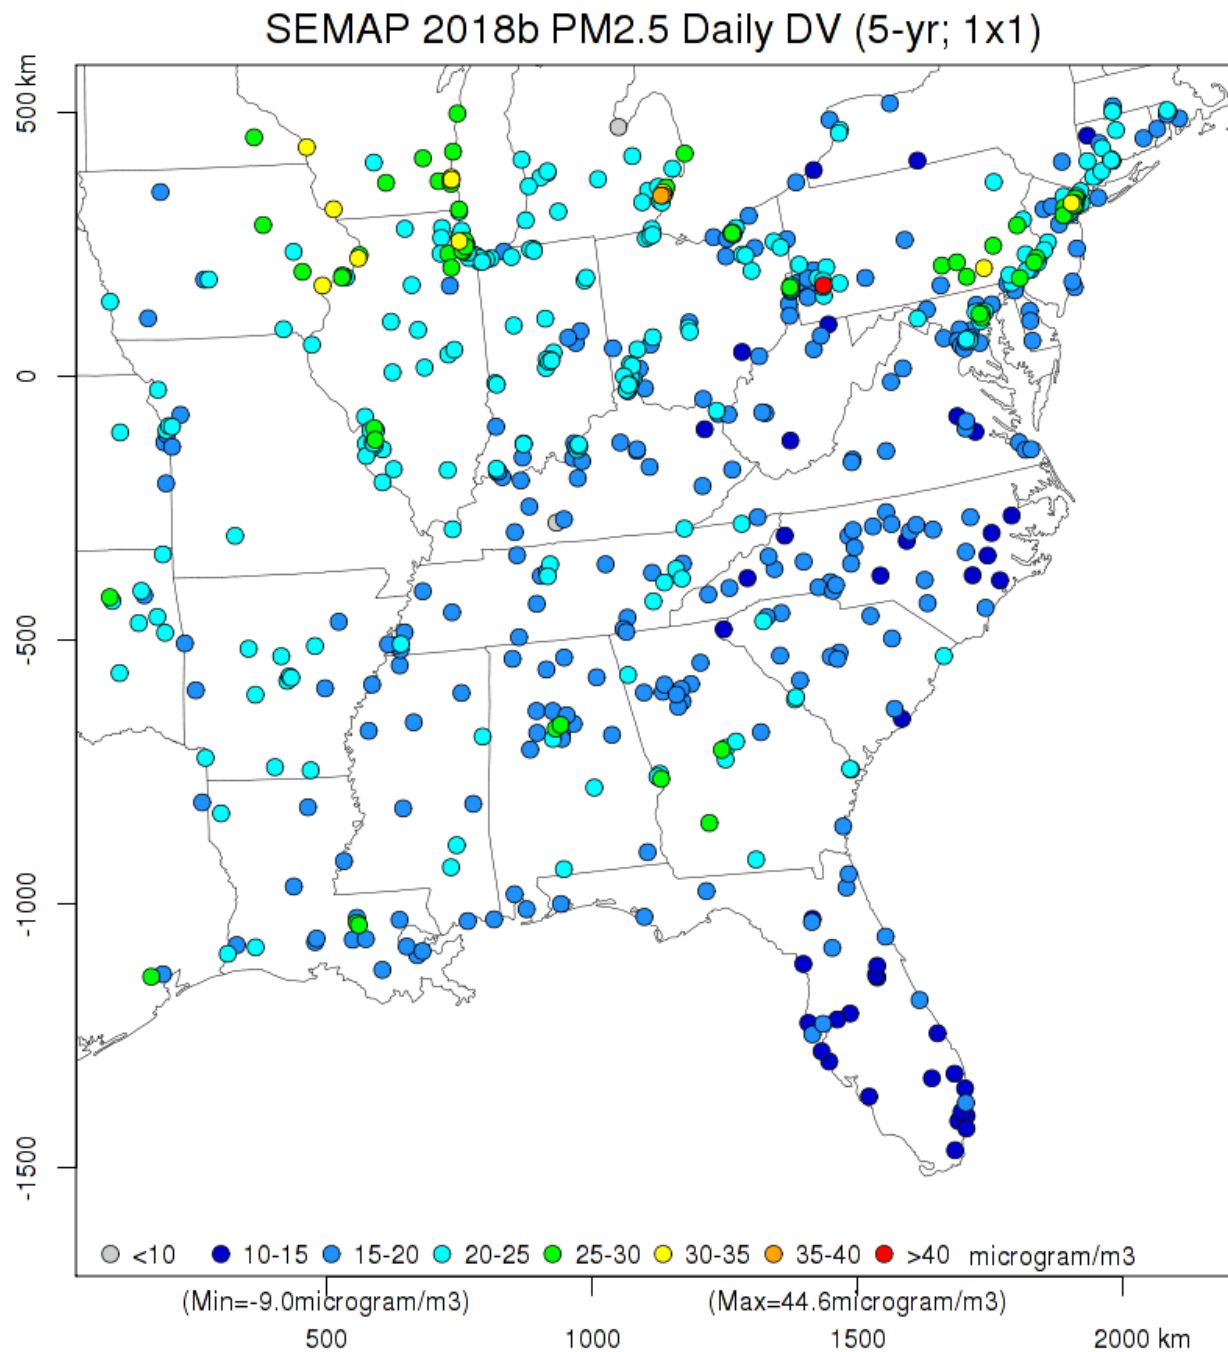 SEMAP 2018b PM2.5 Daily DV (5-yr; 1x1)
500 km
0
-500
-1000
-1500
<10 10-15 15-20 20-25 25-30 30-35 35-40 >40 microgram/m3
(Min=-9.0microgram/m3) (Max=44.6microgram/m3)
500 1000 1500 2000 km